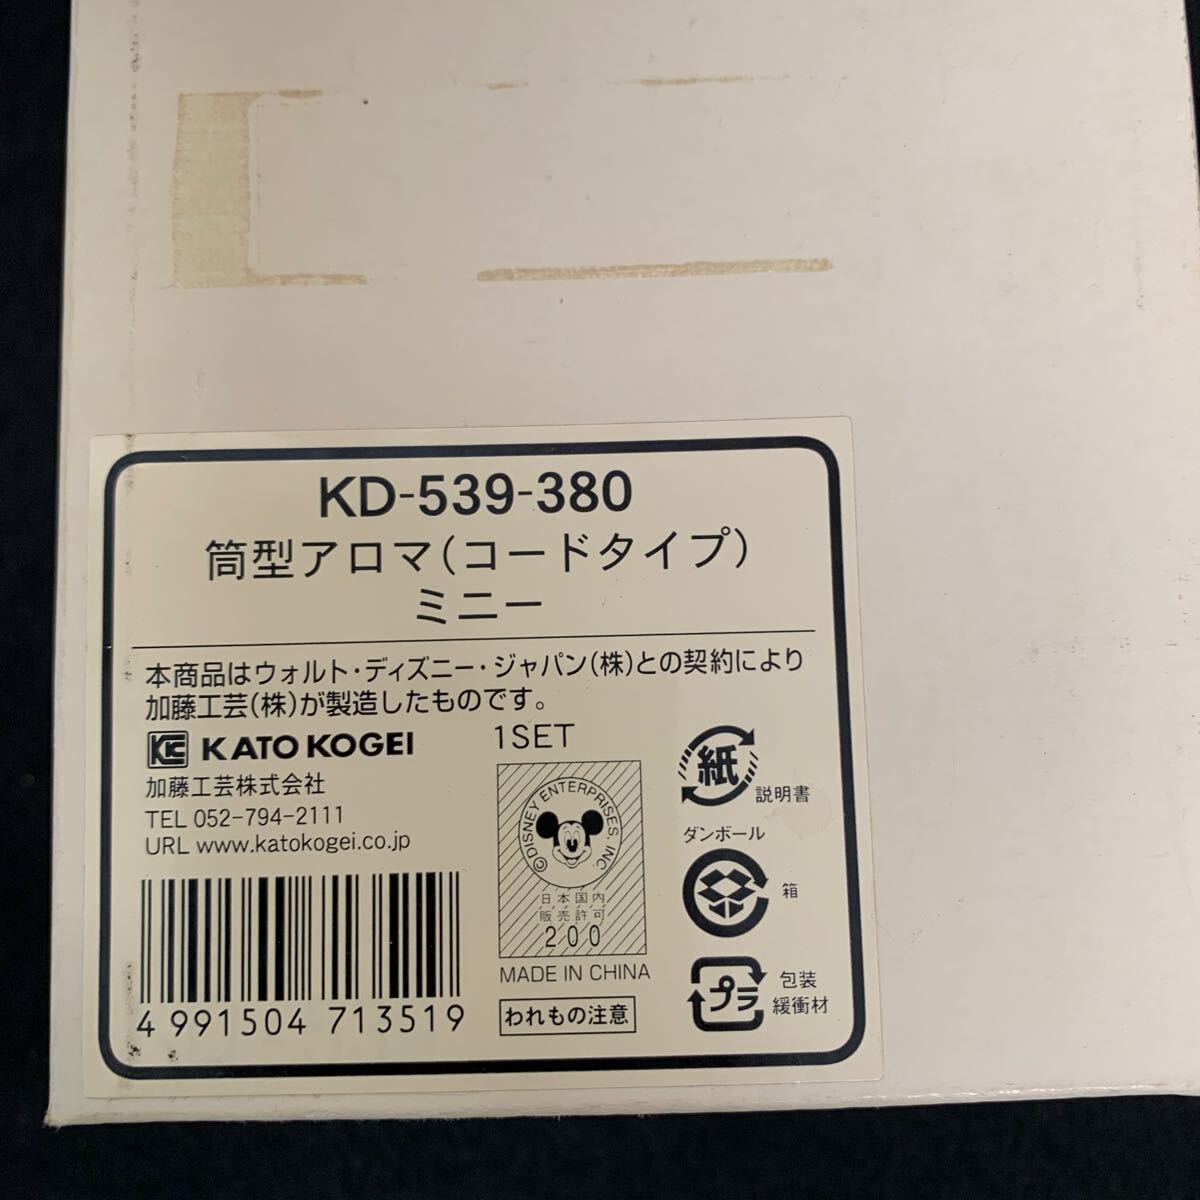 KD-539-380
筒型アロマ(コードタイプ)
ミニー
本商品はウォルト・ディズニー・ジャパン(株)との契約により
加藤工芸(株)が製造したものです。
KATO KOGEI
加藤工芸株式会社
TEL 052-794-2111
URL www.katokogei.co.jp
4 991504 713519
1SET
©DISNEY ENTERPRISES, INC.
日本国内
販売許可
200
MADE IN CHINA
われもの注意
紙
説明書
ダンボール
箱
プラ
包装
緩衝材